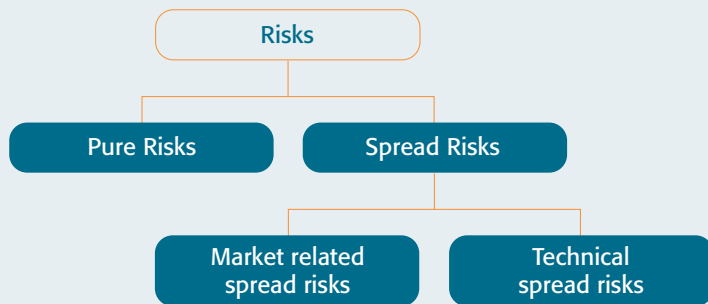 Risks
Pure Risks
Spread Risks
Market related
spread risks
Technical
spread risks